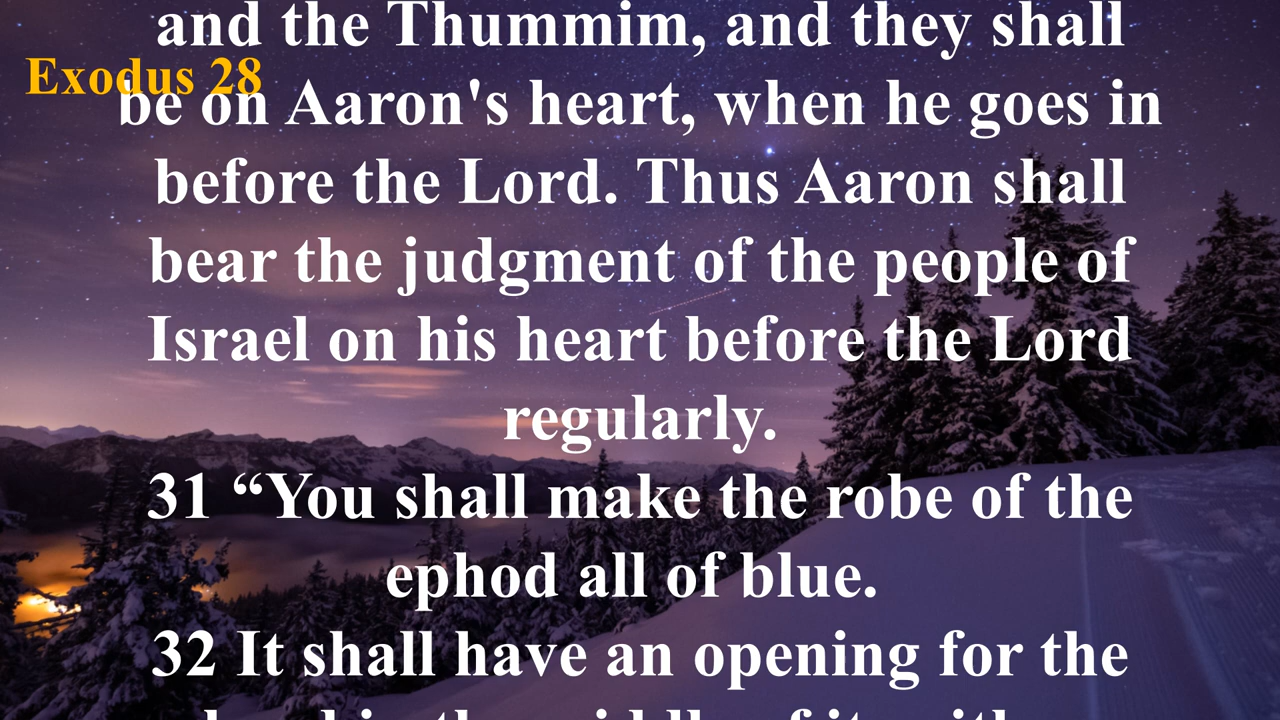 and the Thummim, and they shall
Exodus 28
be on Aaron's heart, when he goes in
before the Lord. Thus Aaron shall
bear the judgment of the people of
Israel on his heart before the Lord
regularly.
31 “You shall make the robe of the
ephod all of blue.
32 It shall have an opening for the